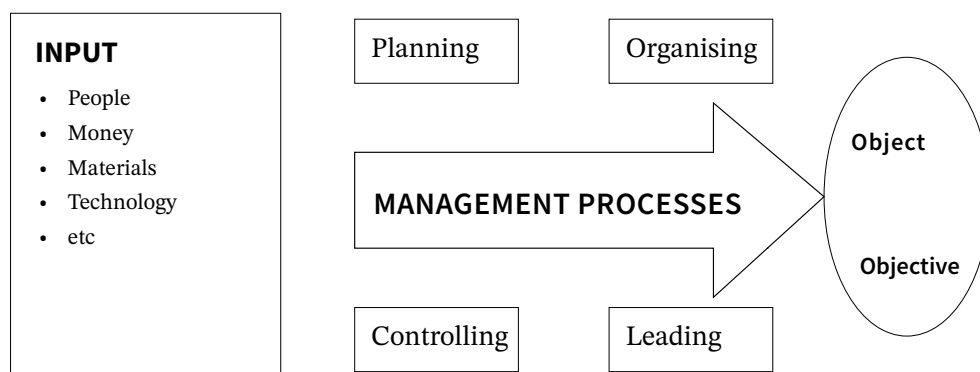 INPUT
• People
• Money
• Materials
• Technology
• etc
Planning
Organising
MANAGEMENT PROCESSES
Controlling
Leading
Object
Objective